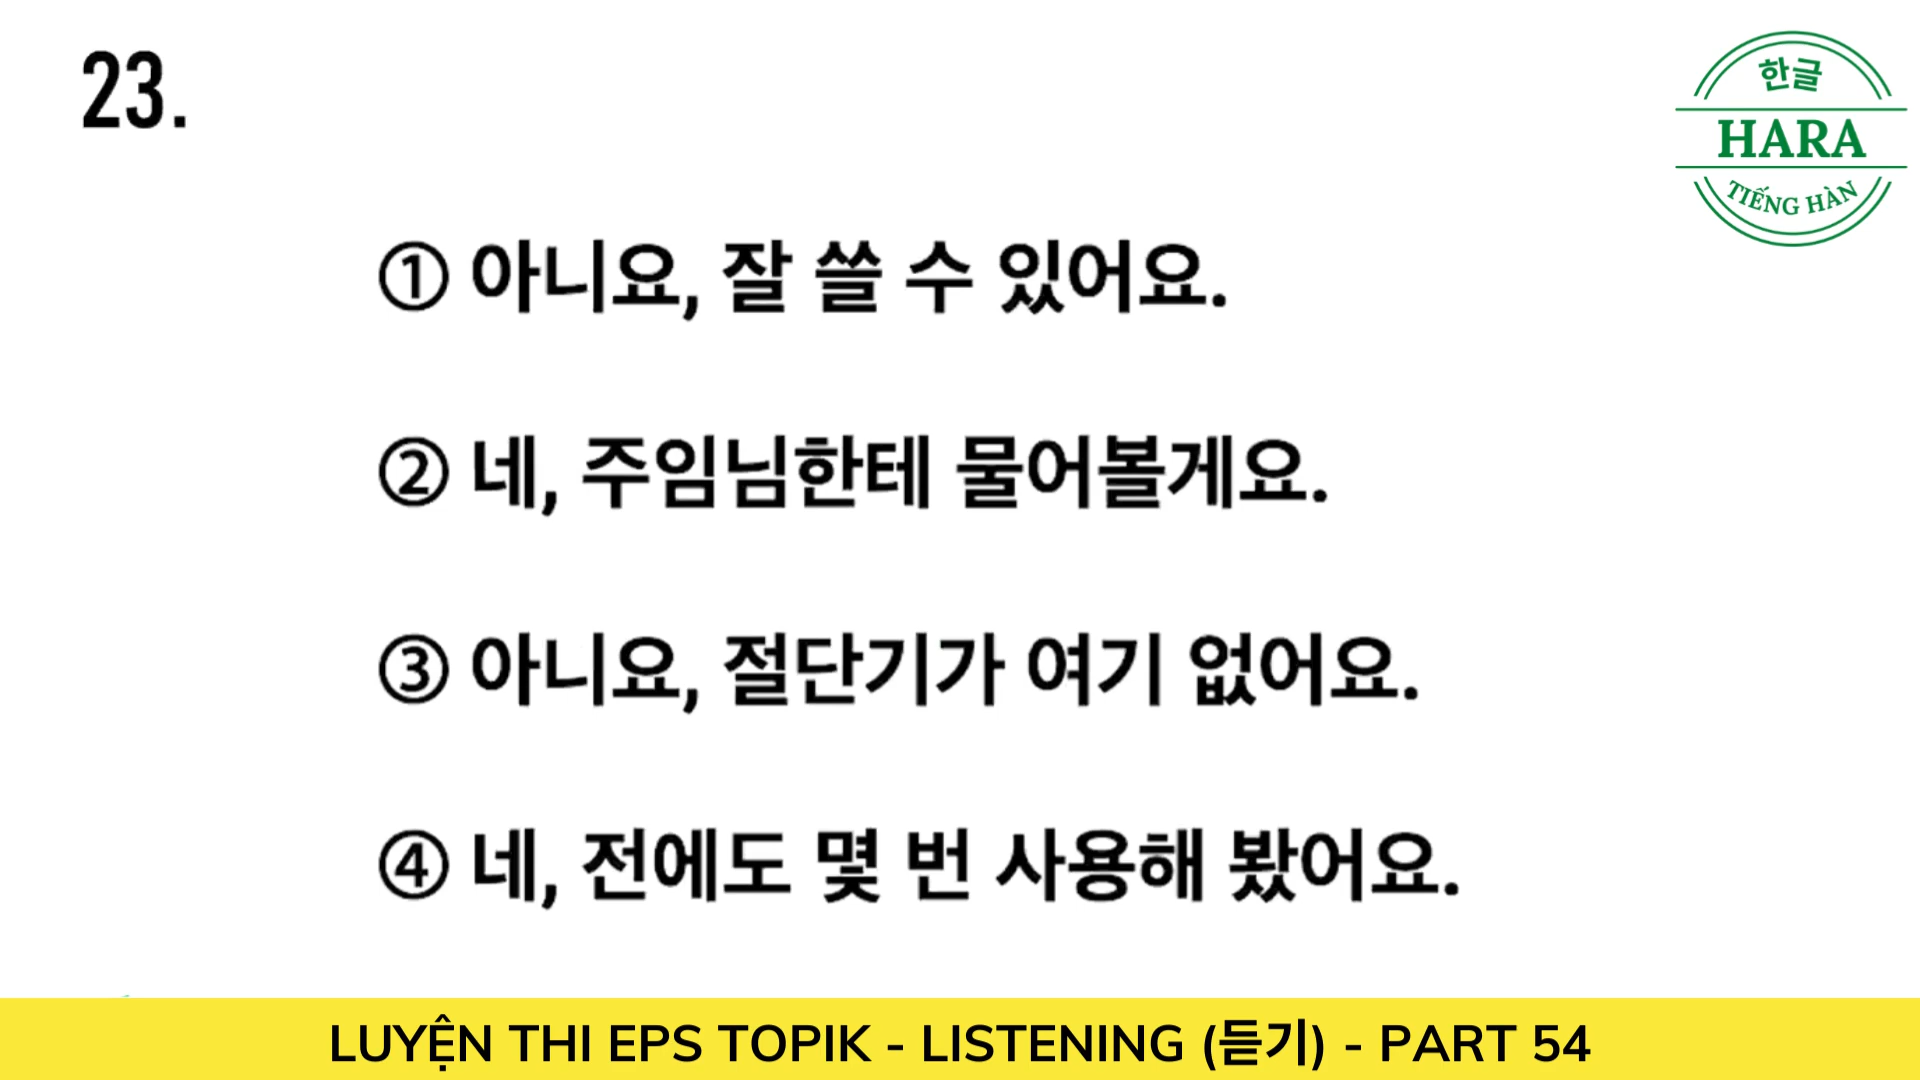 23.
한글
HARA
TIẾNG HÀN
① 아니요, 잘 쓸 수 있어요.
② 네, 주임님한테 물어볼게요.
③ 아니요, 절단기가 여기 없어요.
④ 네, 전에도 몇 번 사용해 봤어요.
LUYỆN THI EPS TOPIK - LISTENING (듣기) - PART 54